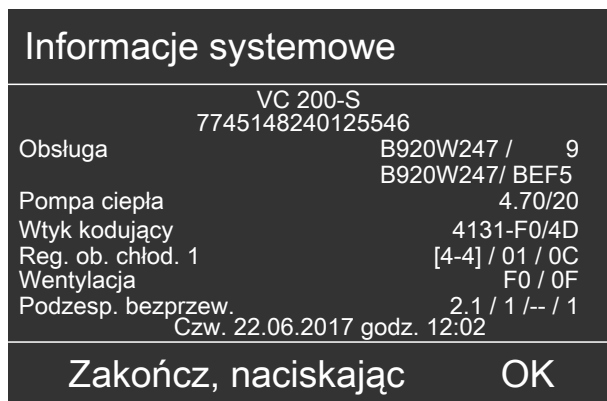 Informacje systemowe
VC 200-S
7745148240125546
Obsługa B920W247 / 9
B920W247/ BEF5
Pompa ciepła 4.70/20
Wtyk kodujący 4131-F0/4D
Reg. ob. chłod. 1 [4-4] / 01 / 0C
Wentylacja F0 / 0F
Podzesp. bezprzew. 2.1 / 1 /-- / 1
Czw. 22.06.2017 godz. 12:02
Zakończ, naciskając OK